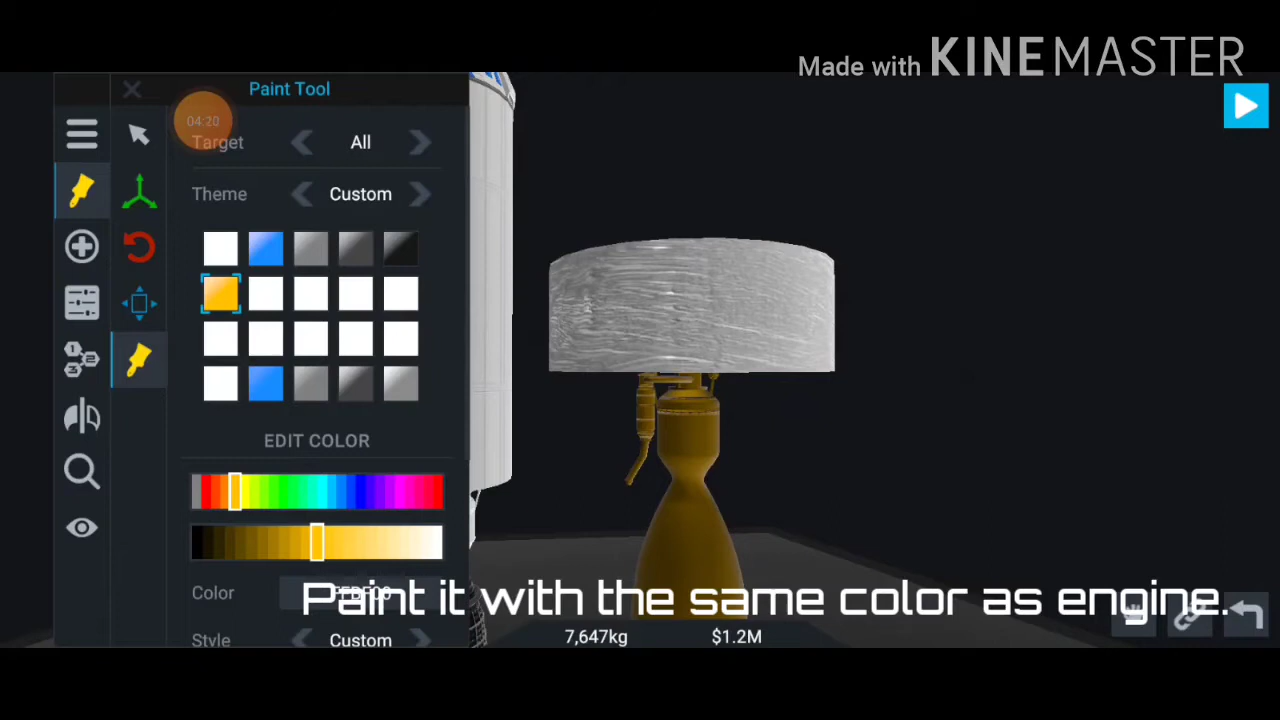 Made with KINEMASTER
Paint Tool
04:20
Target All
Theme Custom
EDIT COLOR
Color
Paint it with the same color as engine.
7,647kg $1.2M
Style Custom